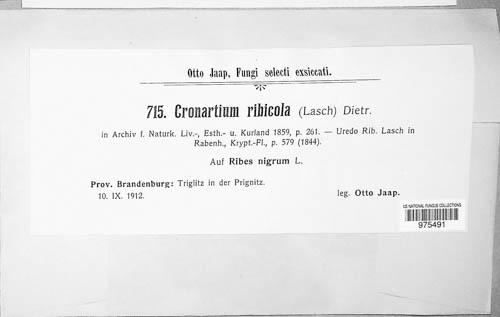 Otto Jaap, Fungi selecti exsiccati.
715. Cronartium ribicola (Lasch) Dietr.
in Archiv f. Naturk. Liv-, Esth.- u. Kurland 1859, p. 261. — Uredo Rib. Lasch in
Rabenh., Krypt.-Fl., p. 579 (1844).
Auf Ribes nigrum L.
Prov. Brandenburg: Triglitz in der Prignitz.
10. IX. 1912.
leg. Otto Jaap.
US NATIONAL FUNGUS COLLECTIONS
975491